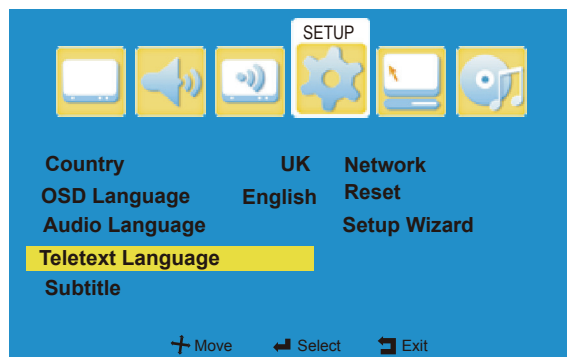 SETUP
Country UK Network
OSD Language English Reset
Audio Language Setup Wizard
Teletext Language
Subtitle
Move Select Exit